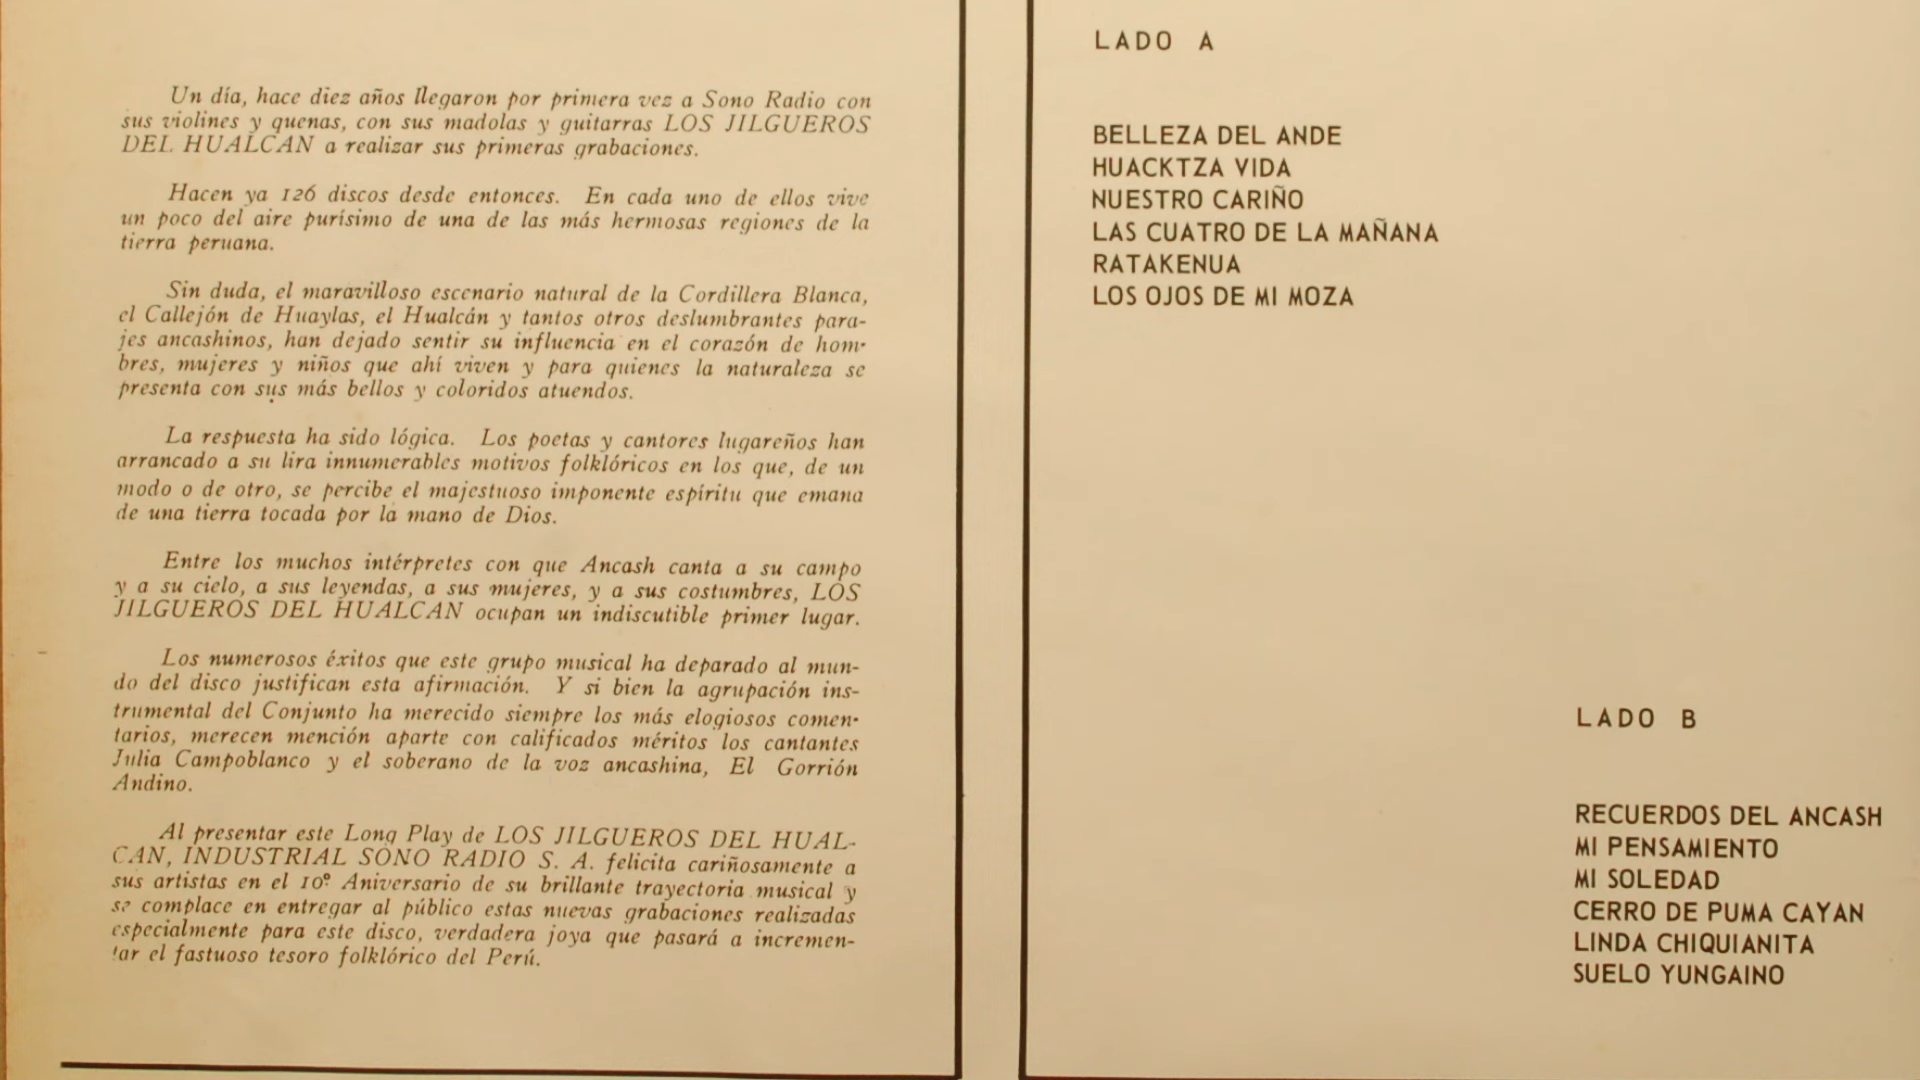 Un día, hace diez años llegaron por primera vez a Sono Radio con
sus violines y quenas, con sus madolas y guitarras LOS JILGUEROS
DEL HUALCAN a realizar sus primeras grabaciones.
Hacen ya 126 discos desde entonces. En cada uno de ellos vive
un poco del aire purísimo de una de las más hermosas regiones de la
tierra peruana.
Sin duda, el maravilloso escenario natural de la Cordillera Blanca,
el Callejón de Huaylas, el Hualcán y tantos otros deslumbrantes para-
jes ancashinos, han dejado sentir su influencia en el corazón de hom-
bres, mujeres y niños que ahí viven y para quienes la naturaleza se
presenta con sus más bellos y coloridos atuendos.
La respuesta ha sido lógica. Los poetas y cantores lugareños han
arrancado a su lira innumerables motivos folklóricos en los que, de un
modo o de otro, se percibe el majestuoso imponente espíritu que emana
de una tierra tocada por la mano de Dios.
Entre los muchos intérpretes con que Ancash canta a su campo
y a su cielo, a sus leyendas, a sus mujeres, y a sus costumbres, LOS
JILGUEROS DEL HUALCAN ocupan un indiscutible primer lugar.
Los numerosos éxitos que este grupo musical ha deparado al mun-
do del disco justifican esta afirmación. Y si bien la agrupación ins-
trumental del Conjunto ha merecido siempre los más elogiosos comen-
tarios, merecen mención aparte con calificados méritos los cantantes
Julia Campoblanco y el soberano de la voz ancashina, El Gorrión
Andino.
Al presentar este Long Play de LOS JILGUEROS DEL HUAL-
CAN, INDUSTRIAL SONO RADIO S. A. felicita cariñosamente a
sus artistas en el 10º Aniversario de su brillante trayectoria musical y
se complace en entregar al público estas nuevas grabaciones realizadas
especialmente para este disco, verdadera joya que pasará a incremen-
tar el fastuoso tesoro folklórico del Perú.
LADO A
BELLEZA DEL ANDE
HUACKTZA VIDA
NUESTRO CARIÑO
LAS CUATRO DE LA MAÑANA
RATAKENUA
LOS OJOS DE MI MOZA
LADO B
RECUERDOS DEL ANCASH
MI PENSAMIENTO
MI SOLEDAD
CERRO DE PUMA CAYAN
LINDA CHIQUIANITA
SUELO YUNGAINO